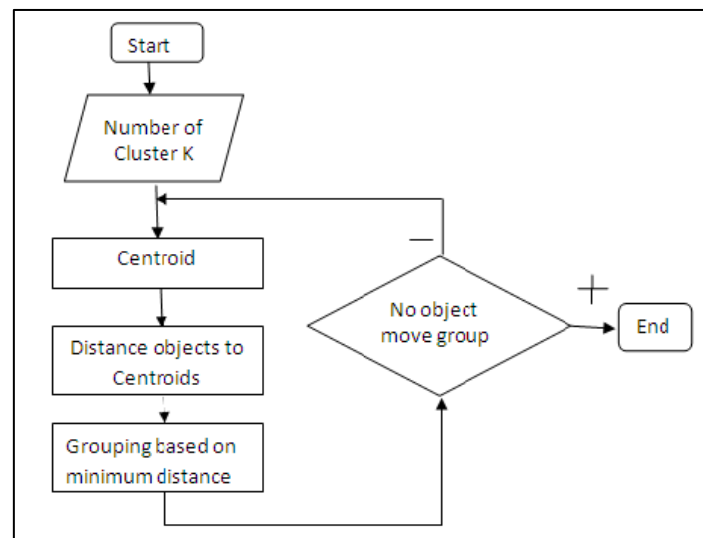 Start
Number of
Cluster K
Centroid
Distance objects to
Centroids
Grouping based on
minimum distance
No object
move group
—
+
End